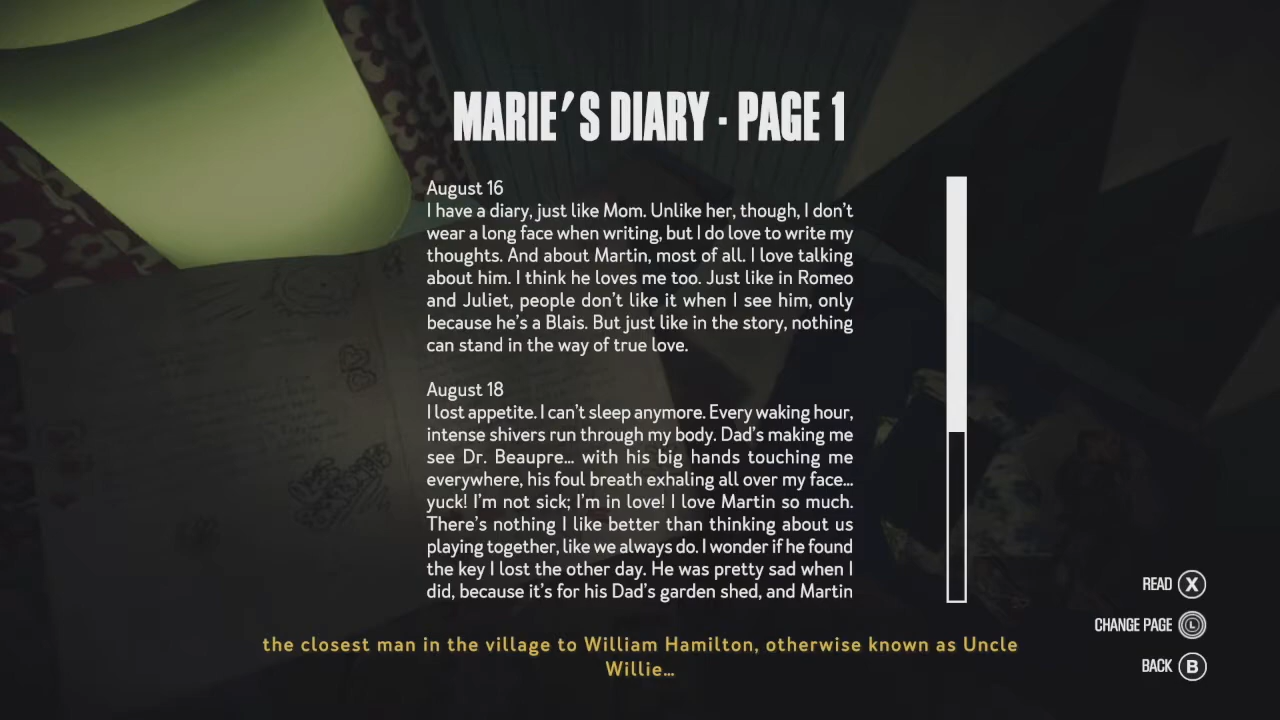 MARIE'S DIARY · PAGE 1
August 16
I have a diary, just like Mom. Unlike her, though, I don't
wear a long face when writing, but I do love to write my
thoughts. And about Martin, most of all. I love talking
about him. I think he loves me too. Just like in Romeo
and Juliet, people don't like it when I see him, only
because he's a Blais. But just like in the story, nothing
can stand in the way of true love.
August 18
I lost appetite. I can't sleep anymore. Every waking hour,
intense shivers run through my body. Dad's making me
see Dr. Beaupre... with his big hands touching me
everywhere, his foul breath exhaling all over my face...
yuck! I'm not sick; I'm in love! I love Martin so much.
There's nothing I like better than thinking about us
playing together, like we always do. I wonder if he found
the key I lost the other day. He was pretty sad when I
did, because it's for his Dad's garden shed, and Martin
READ X
CHANGE PAGE L
BACK B
the closest man in the village to William Hamilton, otherwise known as Uncle
Willie...